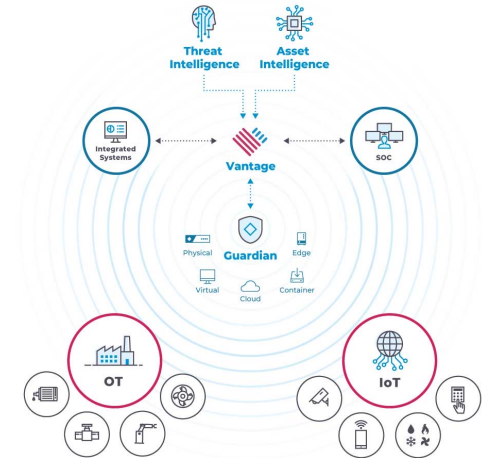 Threat
Intelligence
Asset
Intelligence
Integrated
Systems
Vantage
SOC
Guardian
Physical
Edge
Virtual
Cloud
Container
OT
IoT